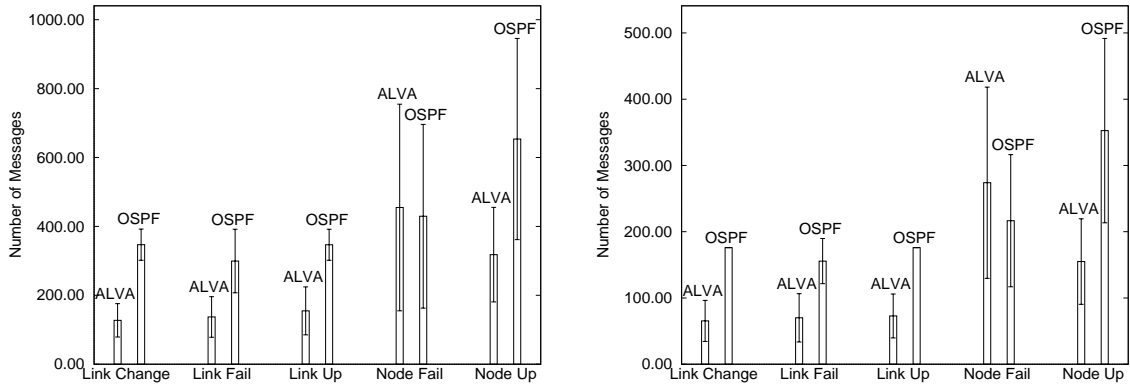 1000.00
800.00
600.00
400.00
200.00
0.00
Number of Messages
ALVA
OSPF
ALVA
OSPF
ALVA
OSPF
ALVA
OSPF
ALVA
OSPF
Link Change Link Fail Link Up Node Fail Node Up
500.00
400.00
300.00
200.00
100.00
0.00
Number of Messages
ALVA
OSPF
ALVA
OSPF
ALVA
OSPF
ALVA
OSPF
ALVA
OSPF
Link Change Link Fail Link Up Node Fail Node Up